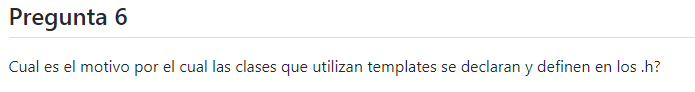 Pregunta 6
Cual es el motivo por el cual las clases que utilizan templates se declaran y definen en los .h?